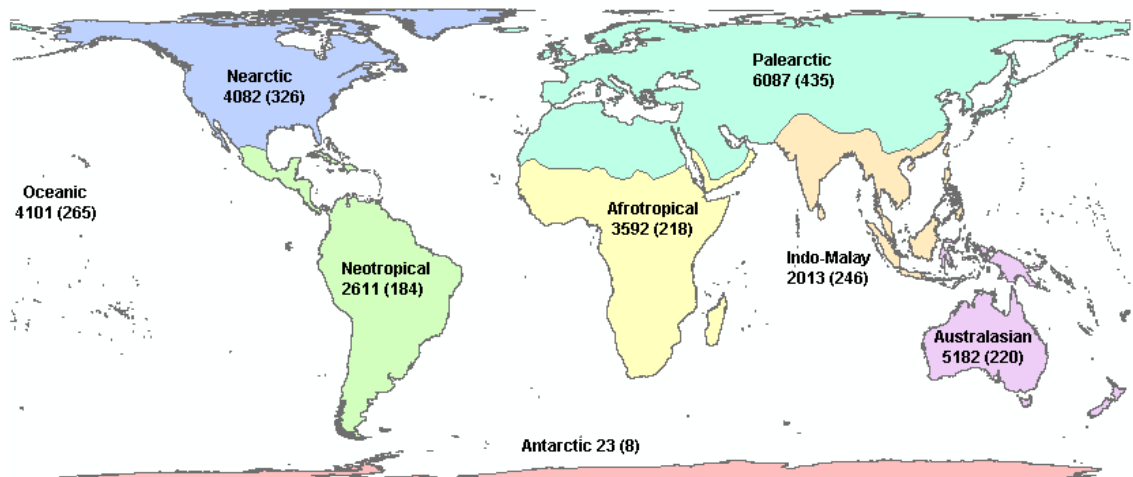 Nearctic
4082 (326)
Palearctic
6087 (435)
Oceanic
4101 (265)
Afrotropical
3592 (218)
Neotropical
2611 (184)
Indo-Malay
2013 (246)
Australasian
5182 (220)
Antarctic 23 (8)